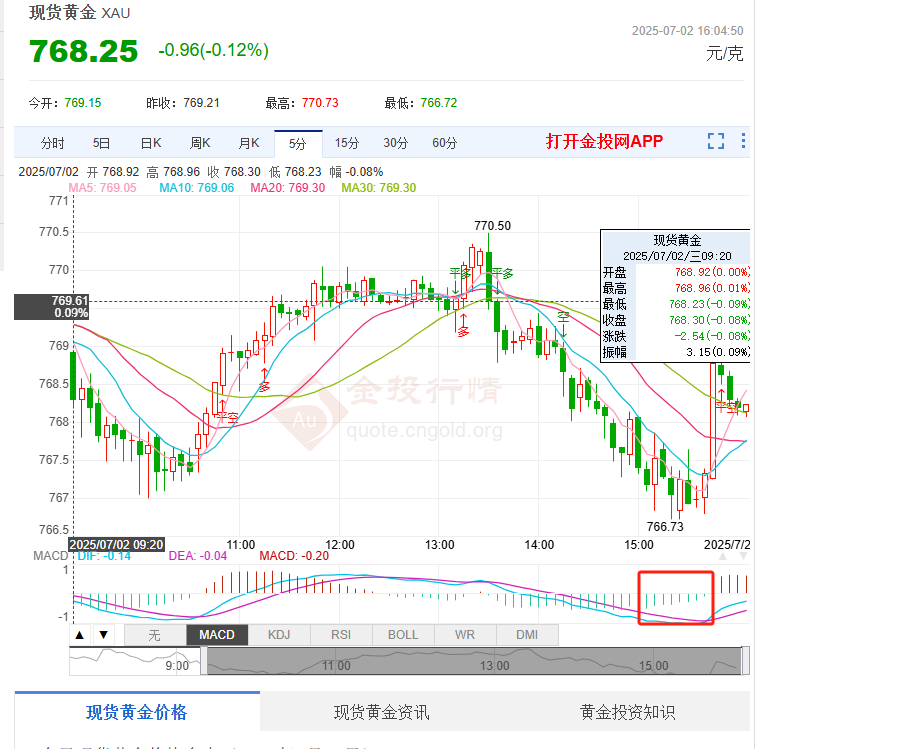 现货黄金 XAU
768.25 -0.96(-0.12%)
2025-07-02 16:04:50
元/克
今开：769.15 昨收：769.21 最高：770.73 最低：766.72
分时 5日 日K 周K 月K 5分 15分 30分 60分 打开金投网APP
2025/07/02 开 768.92 高 768.96 收 768.30 低 768.23 幅 -0.08%
MA5: 769.05 MA10: 769.06 MA20: 769.30 MA30: 769.30
771
770.5
770
769.61
0.09%
769
768.5
768
767.5
767
766.5
770.50
平多 平多
空
多
多
平空
平空
766.73
现货黄金
2025/07/02/三09:20
开盘 768.92(0.00%)
最高 768.96(0.01%)
最低 768.23(-0.09%)
收盘 768.30(-0.08%)
涨跌 -2.54(-0.08%)
振幅 3.15(0.09%)
金投行情
Au
quote.cngold.org
2025/07/02 09:20 11:00 12:00 13:00 14:00 15:00 2025/7/2
MACD DIF: -0.14 DEA: -0.04 MACD: -0.20
1
-1
▲ ▼ 无 MACD KDJ RSI BOLL WR DMI
9:00 11:00 13:00 15:00
现货黄金价格 现货黄金资讯 黄金投资知识